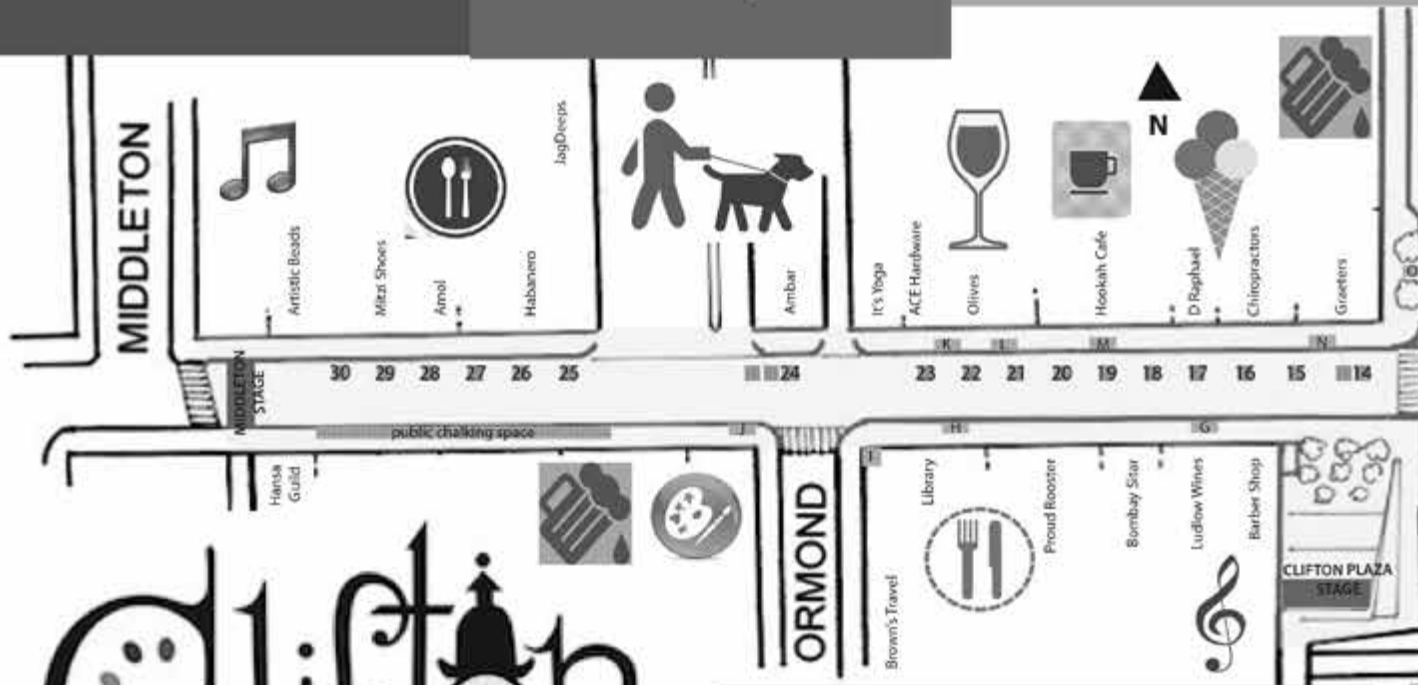 MIDDLETON
Artistic Beads
Mitzi Shoes
Amol
Habanero
JagDeeps
Ambar
It's Yoga
ACE Hardware
Olives
Hookah Cafe
N
D Raphael
Chiropractors
Graeters
K L M N
MIDDLETON
STAGE
30 29 28 27 26 25 24 23 22 21 20 19 18 17 16 15 14
public chalking space
J H G
I
Hansa
Guild
ORMOND
Library
Brown's Travel
Proud Rooster
Bombay Sitar
Ludlow Wines
Barber Shop
CLIFTON PLAZA
STAGE
Clifton